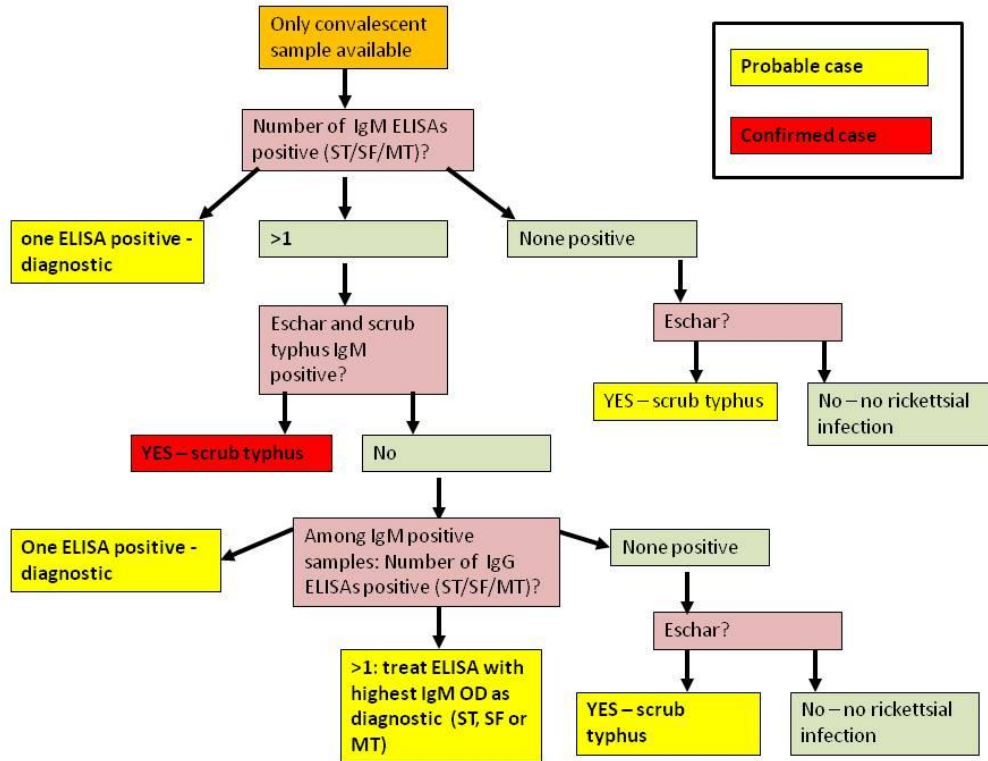 Only convalescent
sample available
Probable case
Confirmed case
Number of IgM ELISAs
positive (ST/SF/MT)?
one ELISA positive -
diagnostic
>1
None positive
Eschar and scrub
typhus IgM
positive?
Eschar?
YES – scrub typhus
No – no rickettsial
infection
YES – scrub typhus
No
One ELISA positive -
diagnostic
Among IgM positive
samples: Number of IgG
ELISAs positive (ST/SF/MT)?
None positive
Eschar?
>1: treat ELISA with
highest IgM OD as
diagnostic (ST, SF or
MT)
YES – scrub
typhus
No – no rickettsial
infection